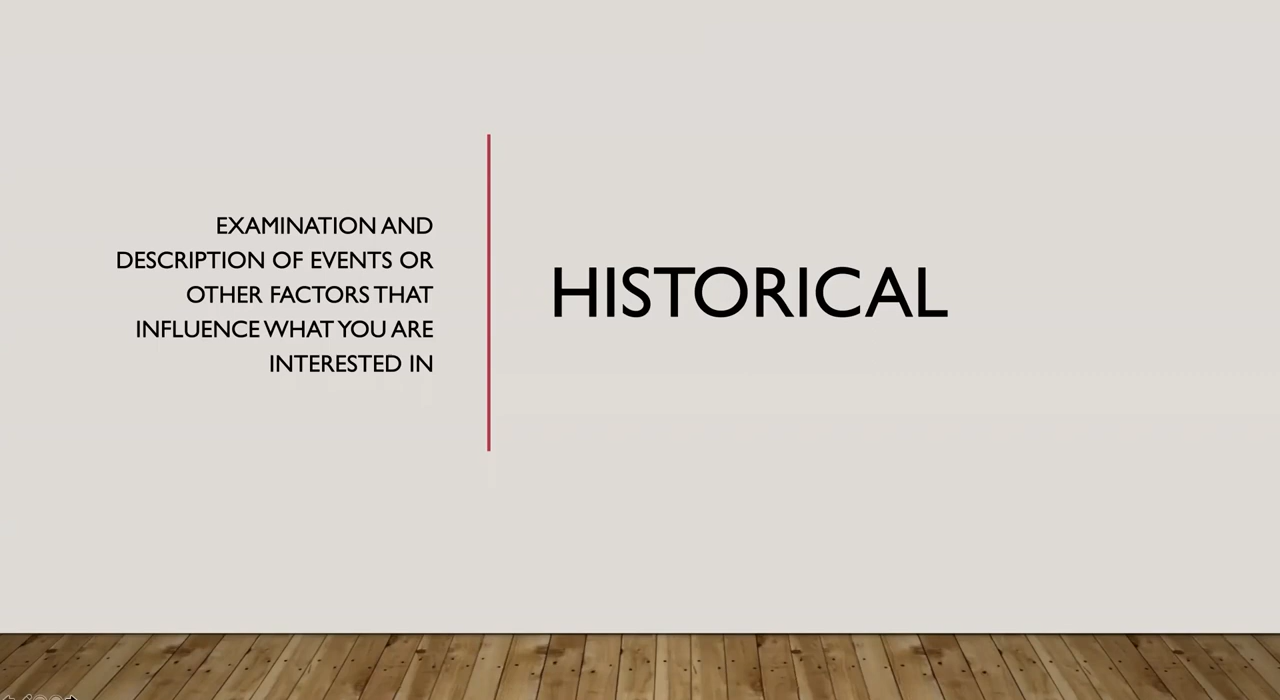 EXAMINATION AND
DESCRIPTION OF EVENTS OR
OTHER FACTORS THAT
INFLUENCE WHAT YOU ARE
INTERESTED IN
HISTORICAL